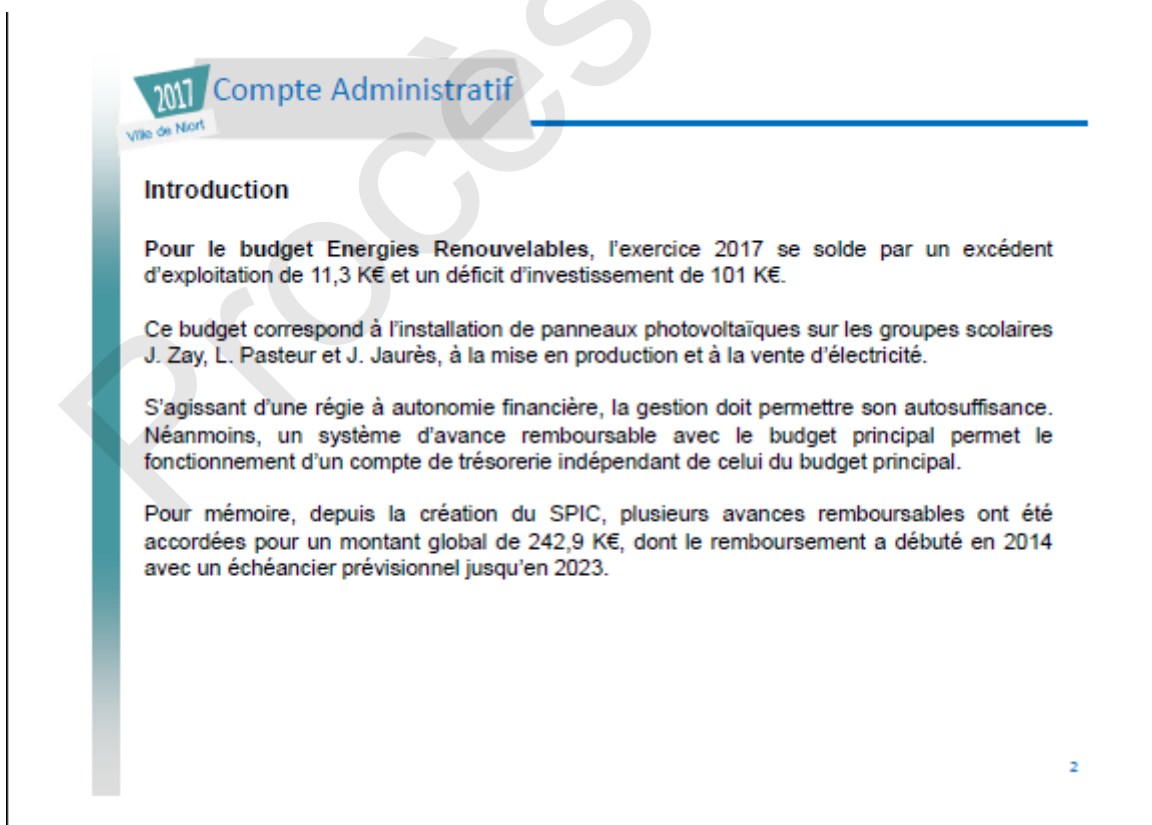 2017 Compte Administratif
Ville de Niort
Introduction
Pour le budget Energies Renouvelables, l'exercice 2017 se solde par un excédent
d'exploitation de 11,3 K€ et un déficit d'investissement de 101 K€.
Ce budget correspond à l'installation de panneaux photovoltaïques sur les groupes scolaires
J. Zay, L. Pasteur et J. Jaurès, à la mise en production et à la vente d'électricité.
S'agissant d'une régie à autonomie financière, la gestion doit permettre son autosuffisance.
Néanmoins, un système d'avance remboursable avec le budget principal permet le
fonctionnement d'un compte de trésorerie indépendant de celui du budget principal.
Pour mémoire, depuis la création du SPIC, plusieurs avances remboursables ont été
accordées pour un montant global de 242,9 K€, dont le remboursement a débuté en 2014
avec un échéancier prévisionnel jusqu'en 2023.
2
Procès